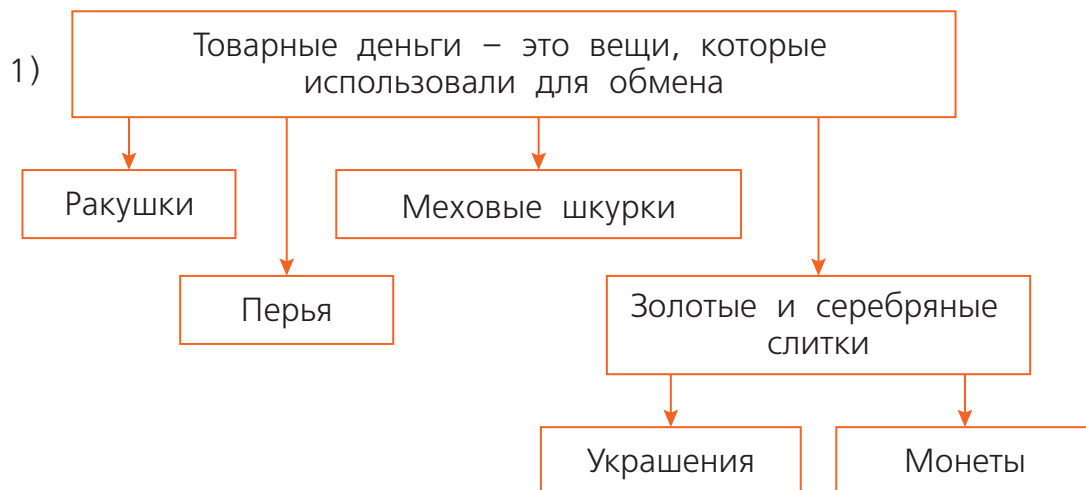 1)
Товарные деньги – это вещи, которые
использовали для обмена
Ракушки
Меховые шкурки
Перья
Золотые и серебряные
слитки
Украшения
Монеты